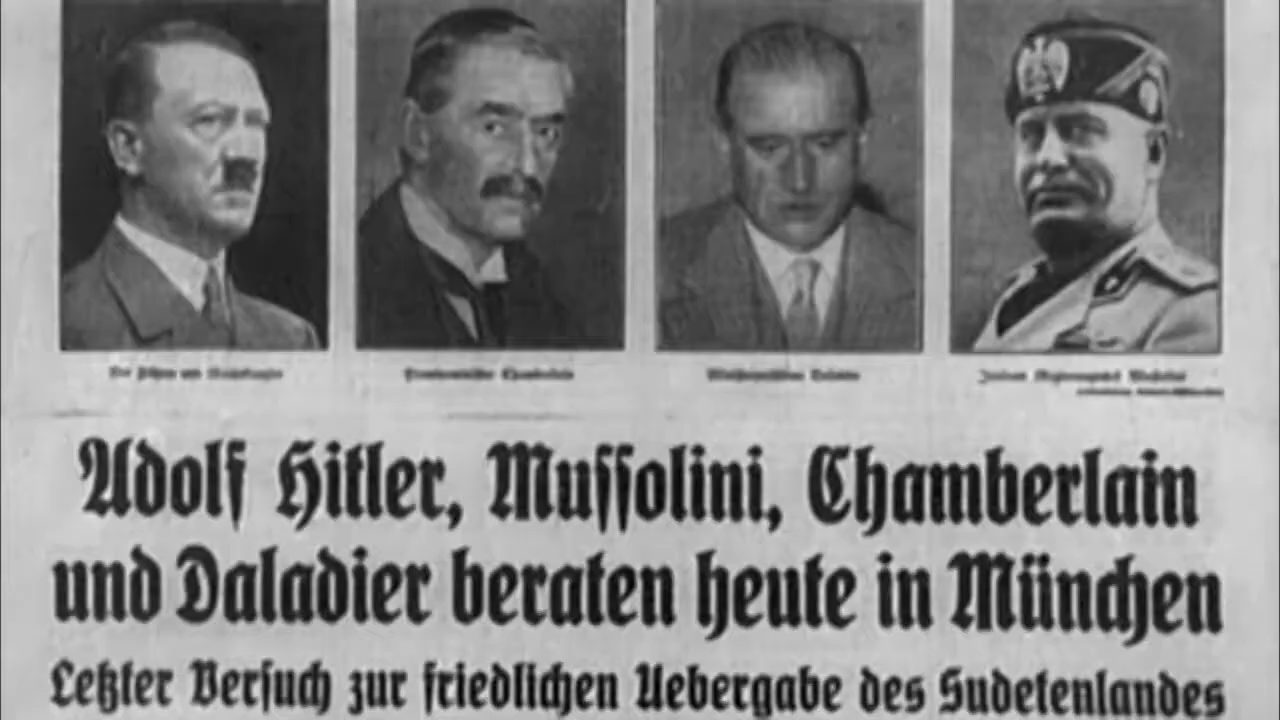 Adolf Hitler, Mussolini, Chamberlain
und Daladier beraten heute in München
Letzter Versuch zur friedlichen Uebergabe des Sudetenlandes